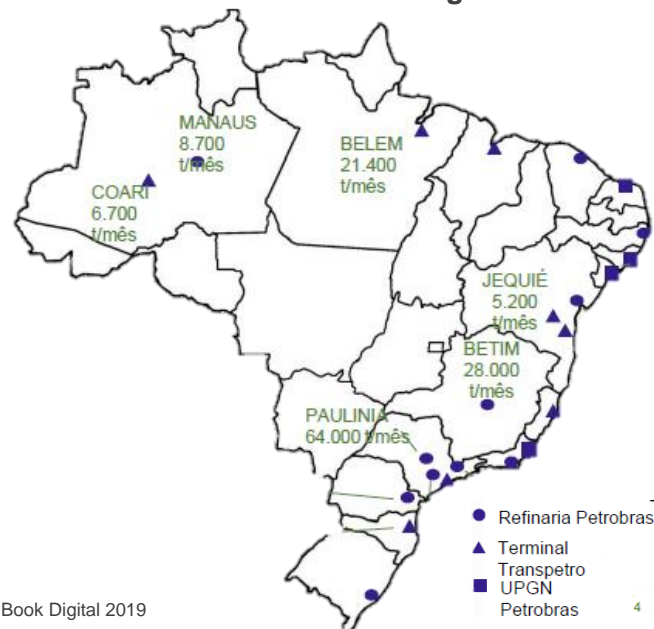 MANAUS
8.700
t/mês
BELEM
21.400
t/mês
COARI
6.700
t/mês
JEQUIÉ
5.200
t/mês
BETIM
28.000
t/mês
PAULINIA
64.000 t/mês
Refinaria Petrobras
Terminal
Transpetro
UPGN
Petrobras
Book Digital 2019
4